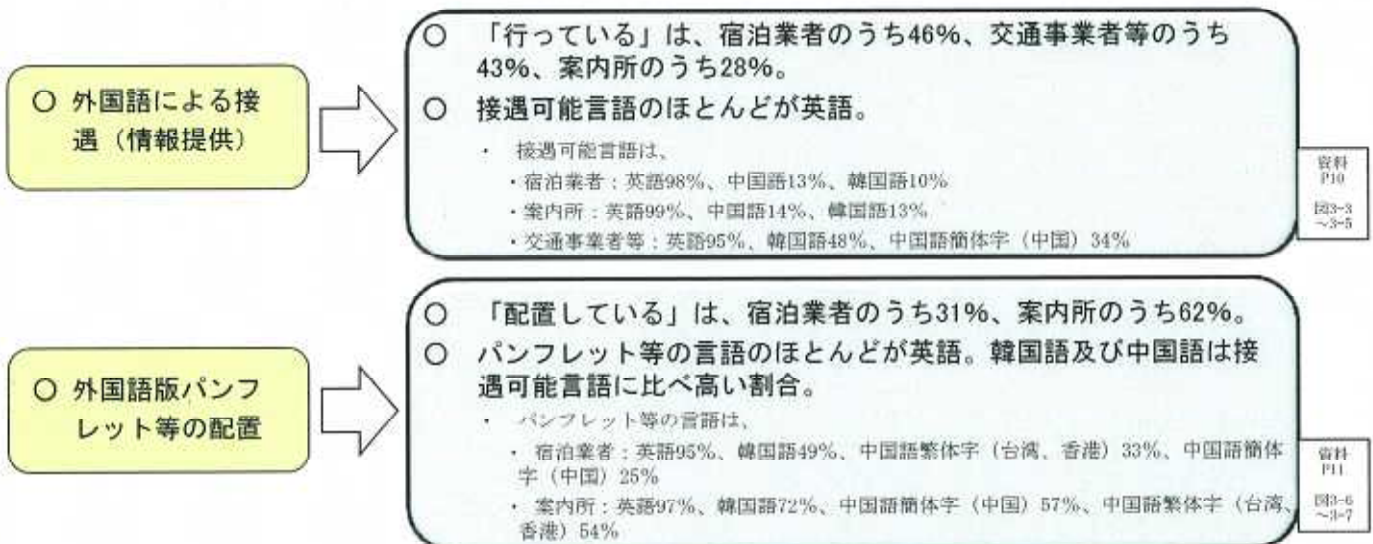 ○ 外国語による接
遇（情報提供）
○ 「行っている」は、宿泊業者のうち46%、交通事業者等のうち
43%、案内所のうち28%。
○ 接遇可能言語のほとんどが英語。
・ 接遇可能言語は、
・宿泊業者：英語98%、中国語13%、韓国語10%
・案内所：英語99%、中国語14%、韓国語13%
・交通事業者等：英語95%、韓国語48%、中国語簡体字（中国）34%
資料
P10
図3-3
～3-5
○ 外国語版パンフ
レット等の配置
○ 「配置している」は、宿泊業者のうち31%、案内所のうち62%。
○ パンフレット等の言語のほとんどが英語。韓国語及び中国語は接
遇可能言語に比べ高い割合。
・ パンフレット等の言語は、
・ 宿泊業者：英語95%、韓国語49%、中国語繁体字（台湾、香港）33%、中国語簡体
字（中国）25%
・ 案内所：英語97%、韓国語72%、中国語簡体字（中国）57%、中国語繁体字（台湾、
香港）54%
資料
P11
図3-6
～3-7